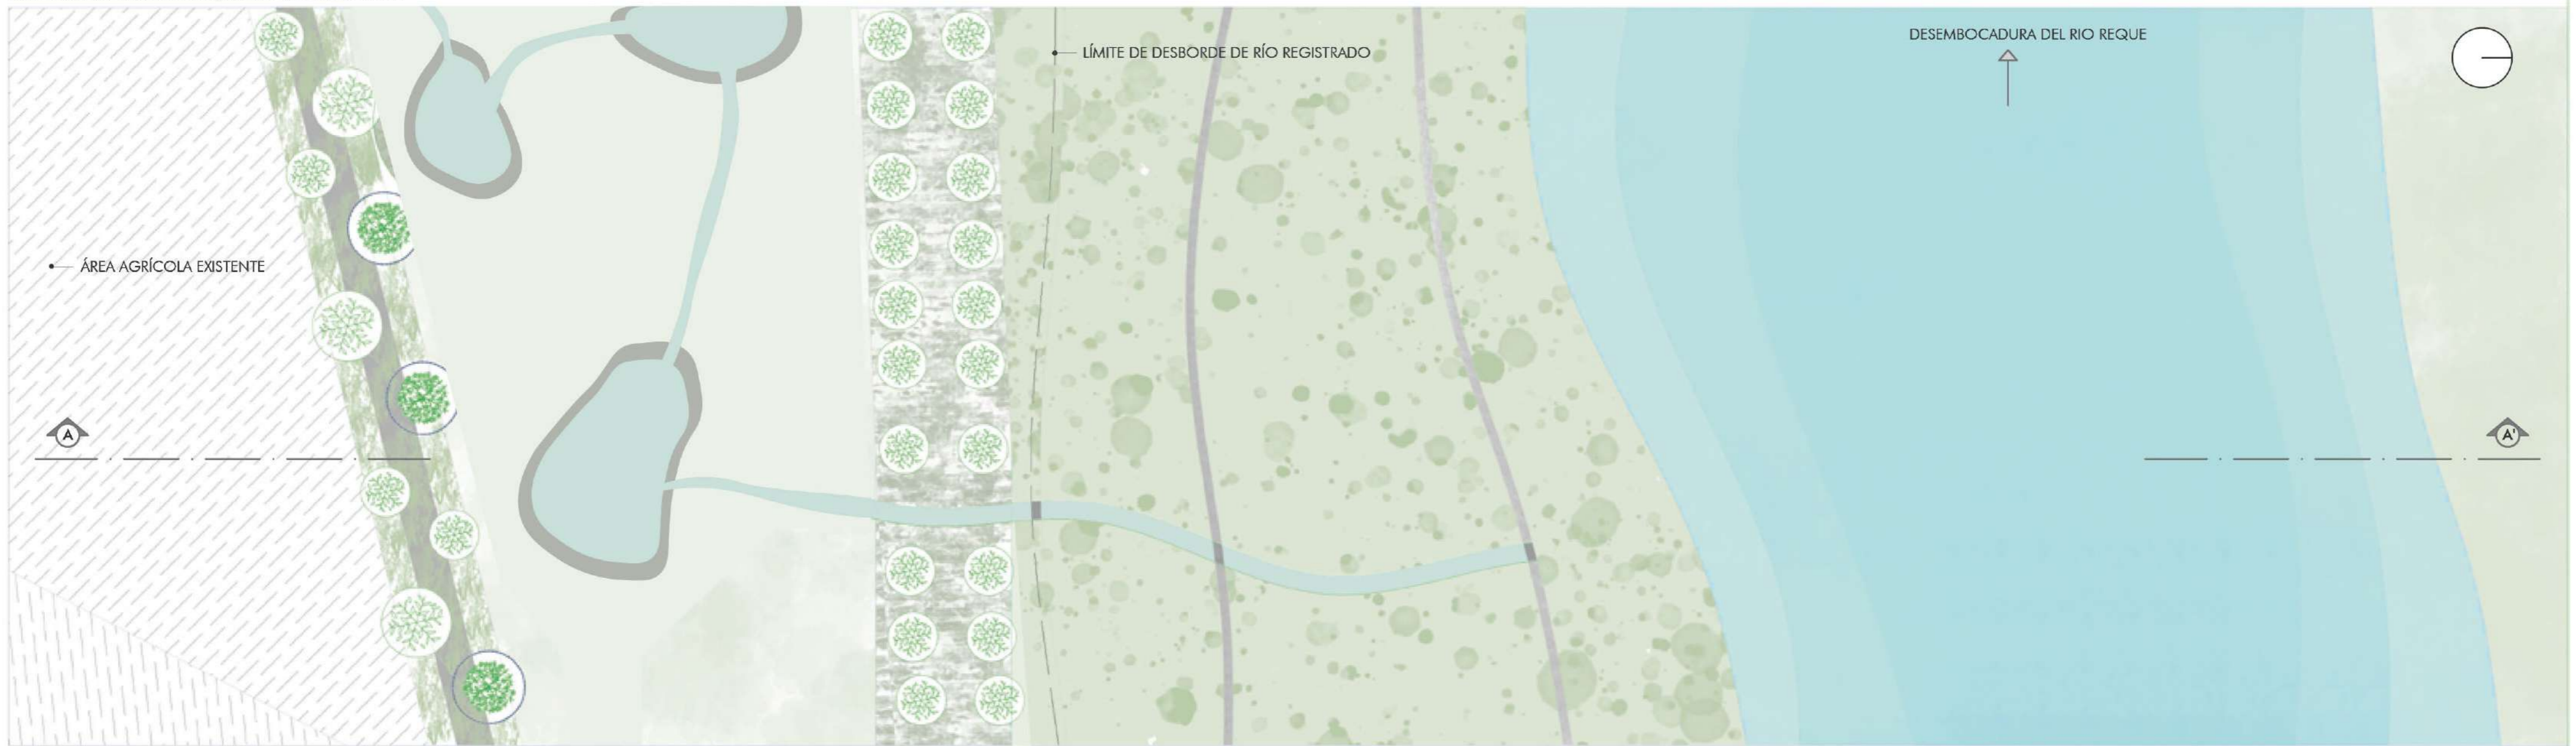 DESEMBOCADURA DEL RIO REQUE
LÍMITE DE DESBORDE DE RÍO REGISTRADO
ÁREA AGRÍCOLA EXISTENTE
A
A'